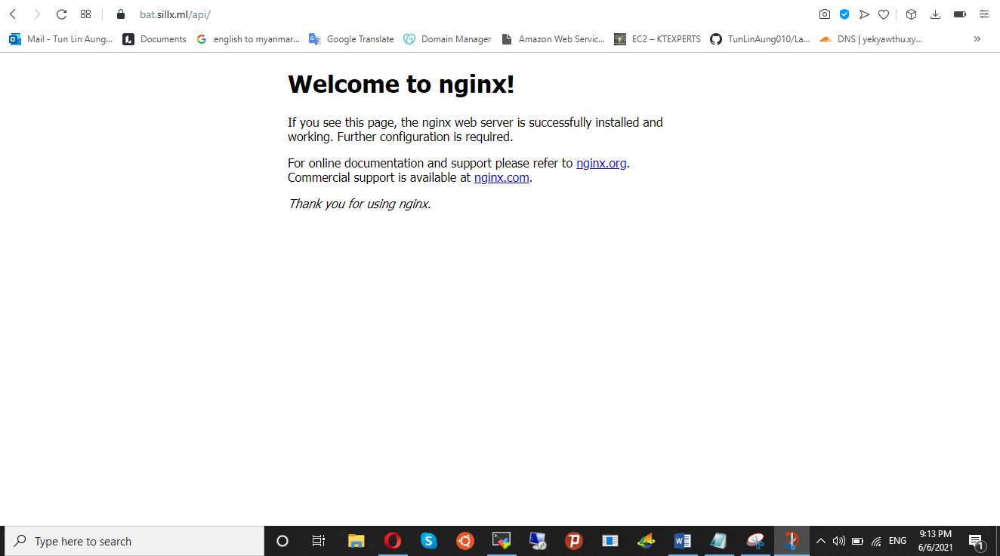 bat.sillx.ml/api/
Mail - Tun Lin Aung... Documents english to myanmar... Google Translate Domain Manager Amazon Web Servic... EC2 – KTEXPERTS TunLinAung010/La... DNS | yekyawthu.xy... »
Welcome to nginx!
If you see this page, the nginx web server is successfully installed and
working. Further configuration is required.
For online documentation and support please refer to nginx.org.
Commercial support is available at nginx.com.
Thank you for using nginx.
Type here to search
ENG
9:13 PM
6/6/2021
1